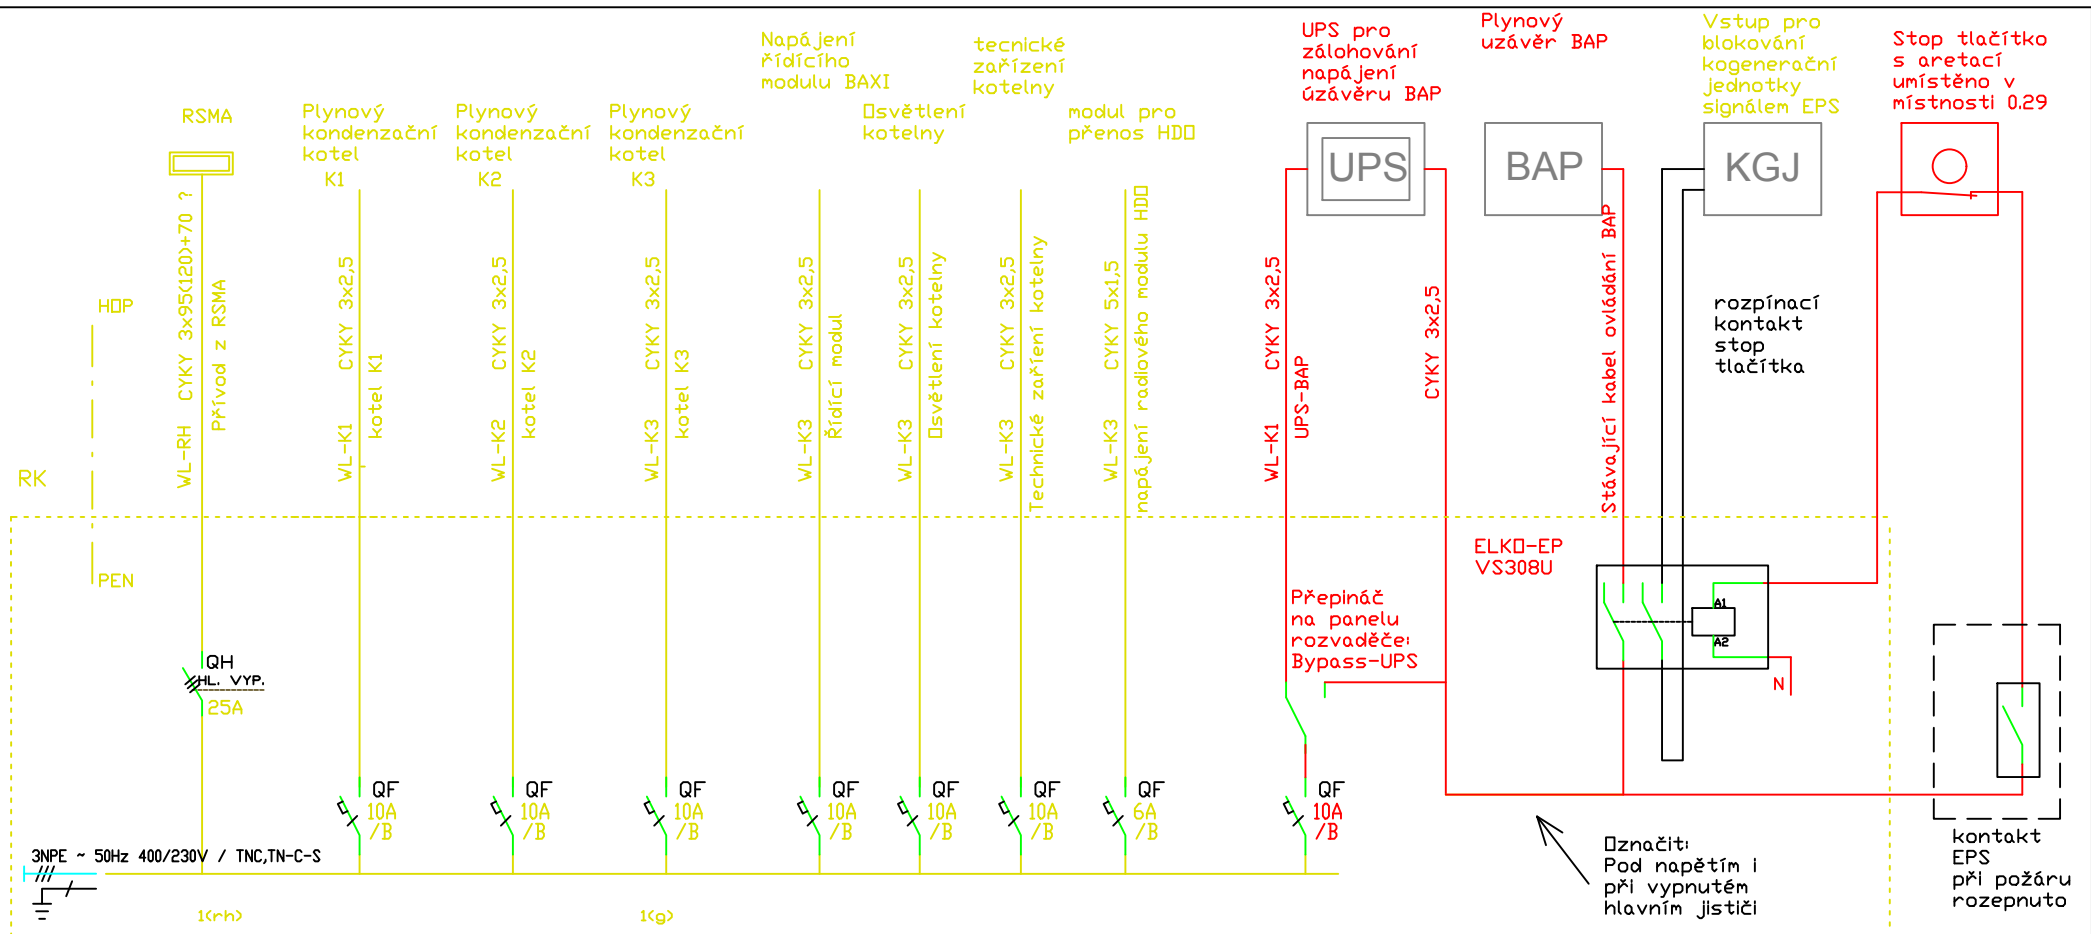 RSMA
Plynový
kondenzační
kotel
K1
Plynový
kondenzační
kotel
K2
Plynový
kondenzační
kotel
K3
Napájení
řídícího
modulu BAXI
Osvětlení
kotelny
tecnické
zařízení
kotelny
modul pro
přenos HDO
UPS pro
zálohování
napájení
úzávěru BAP
Plynový
uzávěr BAP
Vstup pro
blokování
kogenerační
jednotky
signálem EPS
Stop tlačítko
s aretací
umístěno v
místnosti 0.29
UPS
BAP
KGJ
HOP
RK
PEN
WL-RH CYKY 3x95(120)+70 ?
Přívod z RSMA
WL-K1 CYKY 3x2,5
kotel K1
WL-K2 CYKY 3x2,5
kotel K2
WL-K3 CYKY 3x2,5
kotel K3
WL-K3 CYKY 3x2,5
Řídící modul
WL-K3 CYKY 3x2,5
Osvětlení kotelny
WL-K3 CYKY 3x2,5
Technické zaříení kotelny
WL-K3 CYKY 5x1,5
napájení radiového modulu HDO
WL-K1 CYKY 3x2,5
UPS-BAP
CYKY 3x2,5
Stávající kabel ovládání BAP
rozpínací
kontakt
stop
tlačítka
ELKO-EP
VS308U
A1
A2
N
Přepínáč
na panelu
rozvaděče:
Bypass-UPS
QH
HL. VYP.
25A
QF
10A
/B
QF
10A
/B
QF
10A
/B
QF
10A
/B
QF
10A
/B
QF
10A
/B
QF
6A
/B
QF
10A
/B
3NPE ~ 50Hz 400/230V / TNC,TN-C-S
1(rh)
1(g)
Označit:
Pod napětím i
při vypnutém
hlavním jističi
kontakt
EPS
při požáru
rozepnuto